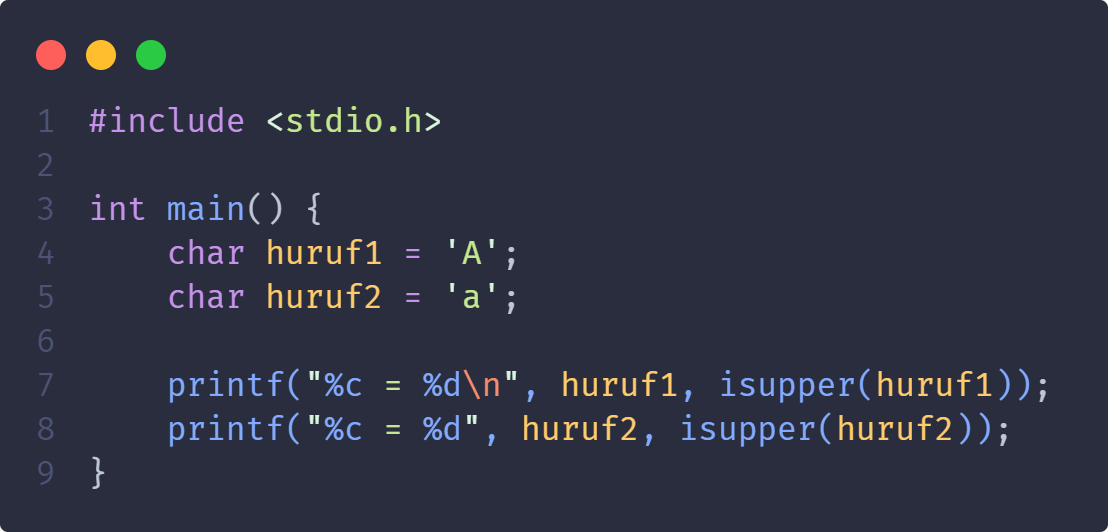 1 #include <stdio.h>
2
3 int main() {
4     char huruf1 = 'A';
5     char huruf2 = 'a';
6
7     printf("%c = %d\n", huruf1, isupper(huruf1));
8     printf("%c = %d", huruf2, isupper(huruf2));
9 }